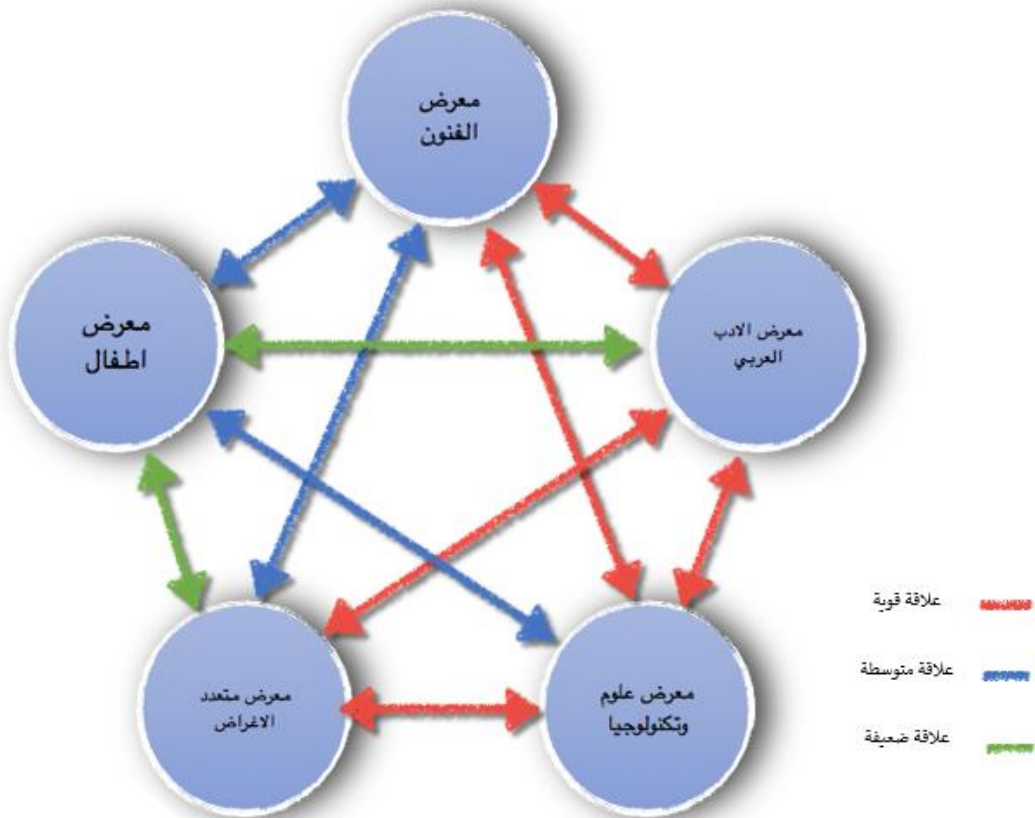 معرض
الفنون
معرض
اطفال
معرض الادب
العربي
معرض متعدد
الاغراض
معرض علوم
وتكنولوجيا
علاقة قوية
علاقة متوسطة
علاقة ضعيفة